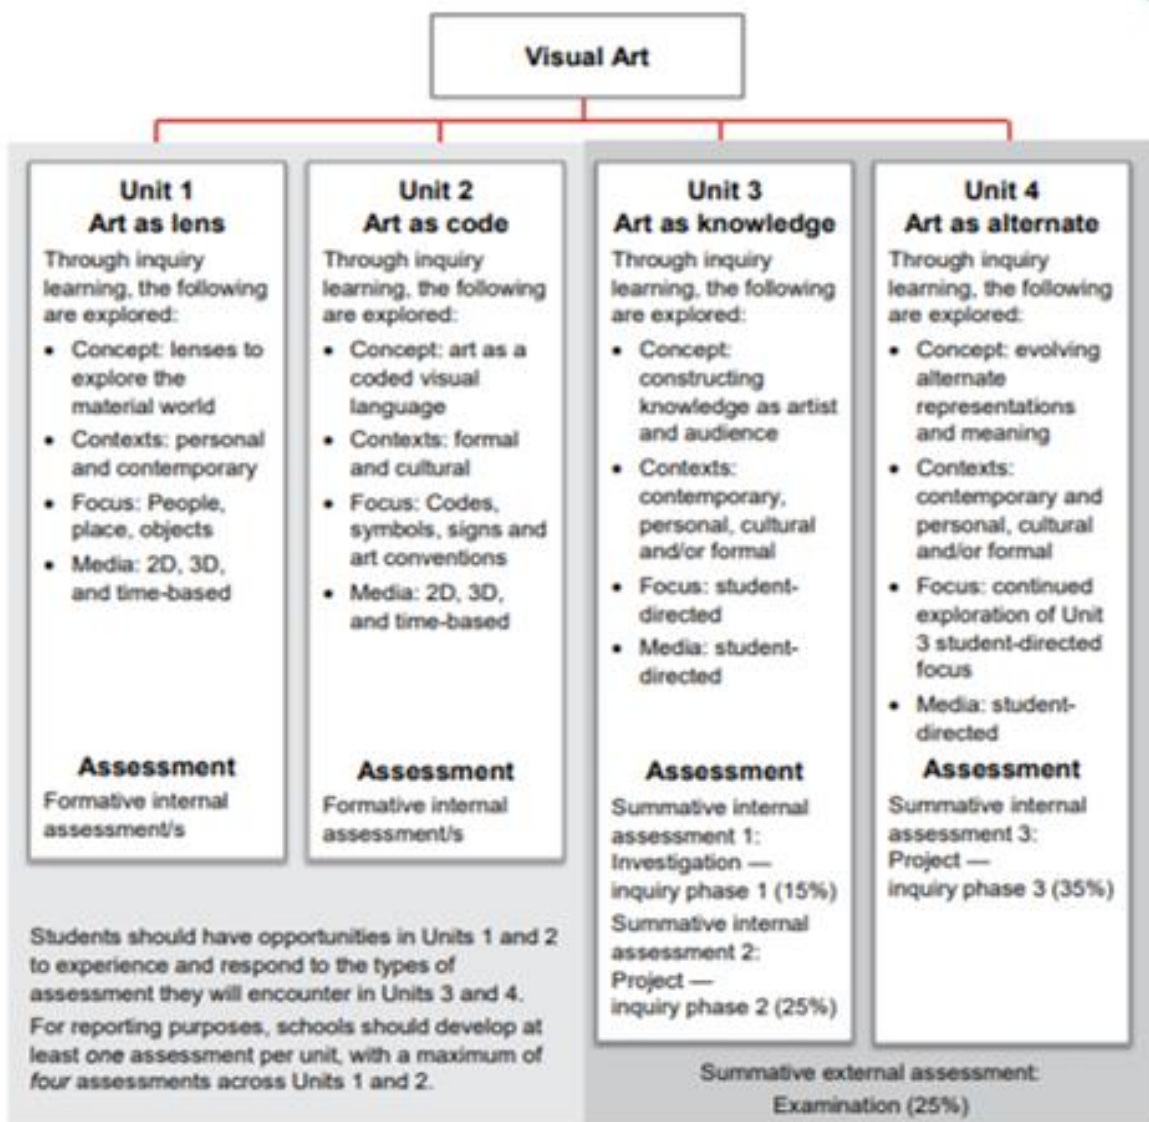 Visual Art
Unit 1
Art as lens
Through inquiry
learning, the following
are explored:
• Concept: lenses to
explore the
material world
• Contexts: personal
and contemporary
• Focus: People,
place, objects
• Media: 2D, 3D,
and time-based
Assessment
Formative internal
assessment/s
Unit 2
Art as code
Through inquiry
learning, the following
are explored:
• Concept: art as a
coded visual
language
• Contexts: formal
and cultural
• Focus: Codes,
symbols, signs and
art conventions
• Media: 2D, 3D,
and time-based
Assessment
Formative internal
assessment/s
Unit 3
Art as knowledge
Through inquiry
learning, the following
are explored:
• Concept:
constructing
knowledge as artist
and audience
• Contexts:
contemporary,
personal, cultural
and/or formal
• Focus: student-
directed
• Media: student-
directed
Assessment
Summative internal
assessment 1:
Investigation —
inquiry phase 1 (15%)
Summative internal
assessment 2:
Project —
inquiry phase 2 (25%)
Unit 4
Art as alternate
Through inquiry
learning, the following
are explored:
• Concept: evolving
alternate
representations
and meaning
• Contexts:
contemporary and
personal, cultural
and/or formal
• Focus: continued
exploration of Unit
3 student-directed
focus
• Media: student-
directed
Assessment
Summative internal
assessment 3:
Project —
inquiry phase 3 (35%)
Students should have opportunities in Units 1 and 2
to experience and respond to the types of
assessment they will encounter in Units 3 and 4.
For reporting purposes, schools should develop at
least one assessment per unit, with a maximum of
four assessments across Units 1 and 2.
Summative external assessment:
Examination (25%)